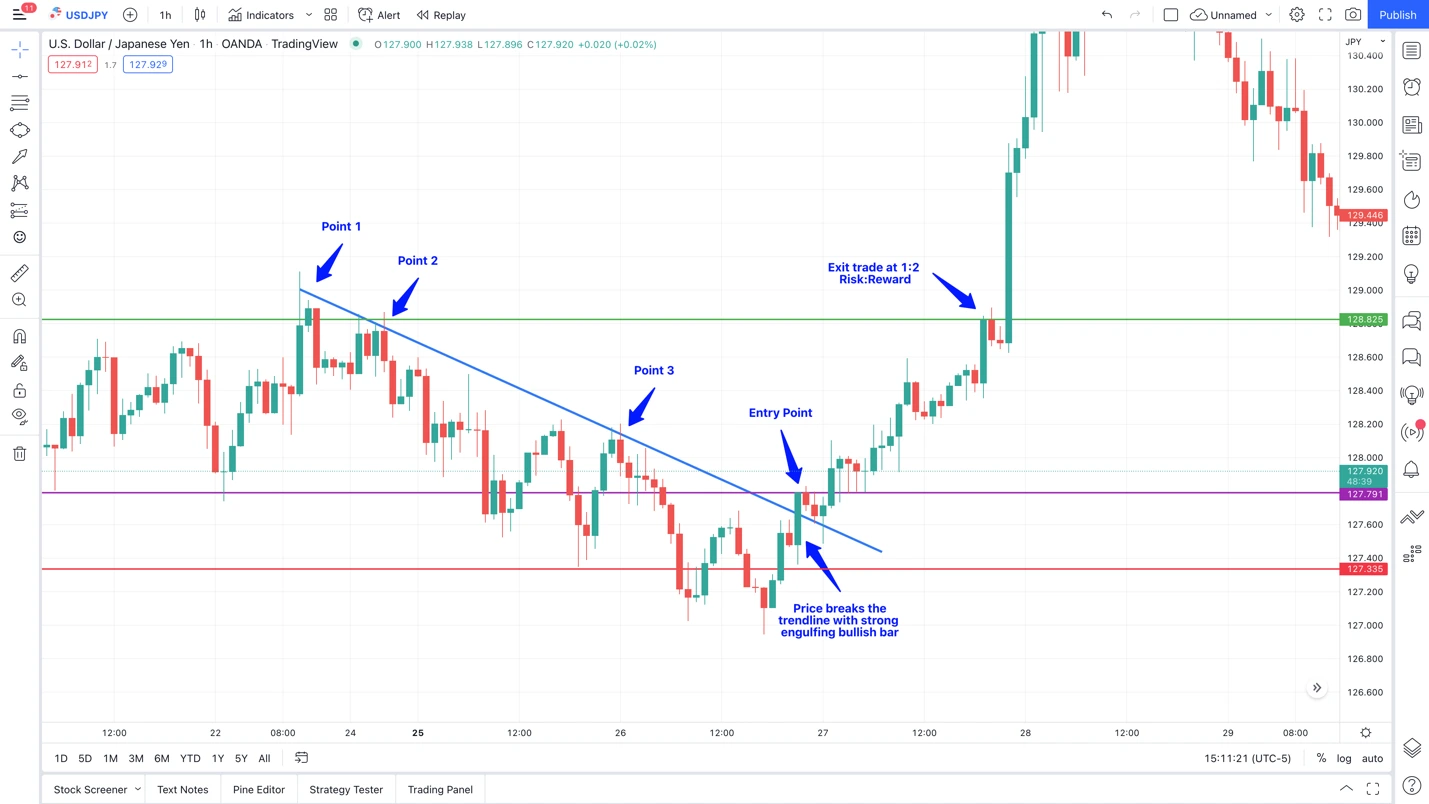 11
USDJPY
1h
Indicators
Alert
Replay
Unnamed
Publish
U.S. Dollar / Japanese Yen · 1h · OANDA · TradingView
O127.900 H127.938 L127.896 C127.920 +0.020 (+0.02%)
127.912 1.7 127.929
JPY
130.400
130.200
130.000
129.800
129.600
129.446
129.400
129.200
129.000
128.825
128.600
128.400
128.200
128.000
127.920
48:39
127.791
127.600
127.400
127.335
127.200
127.000
126.800
126.600
Point 1
Point 2
Exit trade at 1:2
Risk:Reward
Point 3
Entry Point
Price breaks the
trendline with strong
engulfing bullish bar
12:00 22 08:00 24 25 12:00 26 12:00 27 12:00 28 12:00 29 08:00
1D 5D 1M 3M 6M YTD 1Y 5Y All
15:11:21 (UTC-5) % log auto
Stock Screener Text Notes Pine Editor Strategy Tester Trading Panel